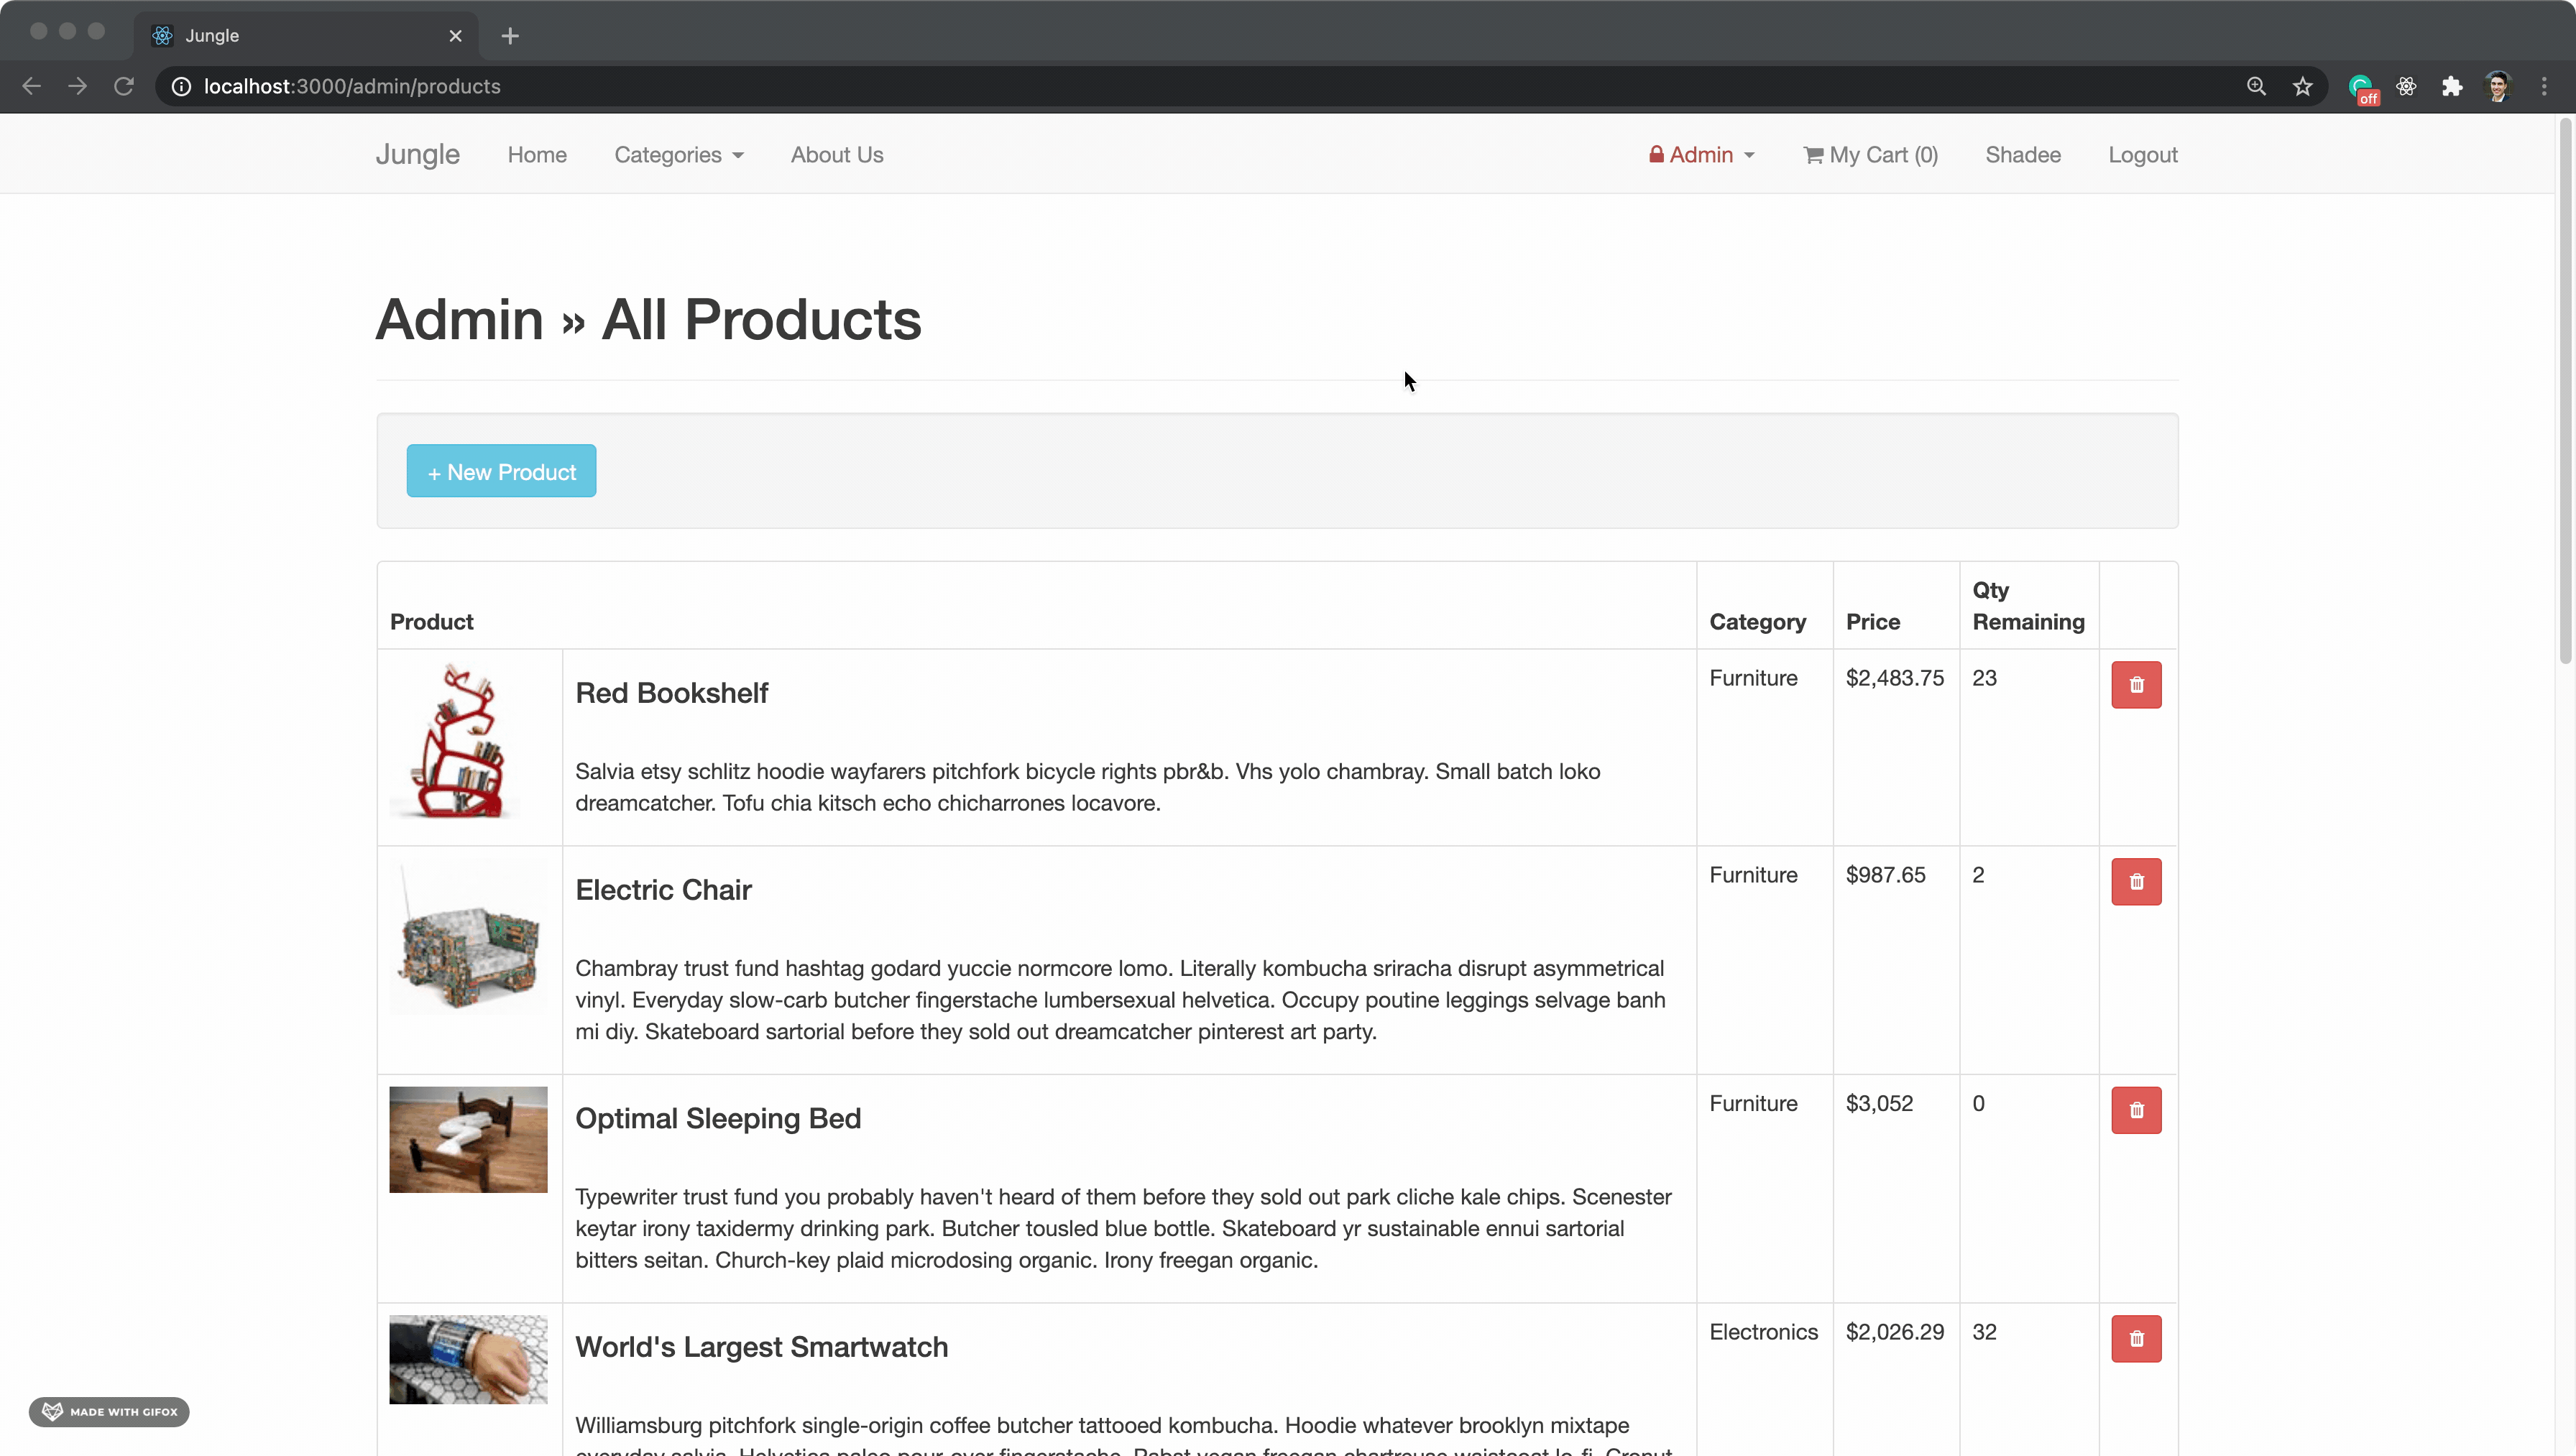 Jungle
localhost:3000/admin/products
off
Jungle Home Categories About Us Admin My Cart (0) Shadee Logout
Admin » All Products
+ New Product
Product Category Price Qty Remaining
Red Bookshelf Furniture $2,483.75 23
Salvia etsy schlitz hoodie wayfarers pitchfork bicycle rights pbr&b. Vhs yolo chambray. Small batch loko
dreamcatcher. Tofu chia kitsch echo chicharrones locavore.
Electric Chair Furniture $987.65 2
Chambray trust fund hashtag godard yuccie normcore lomo. Literally kombucha sriracha disrupt asymmetrical
vinyl. Everyday slow-carb butcher fingerstache lumbersexual helvetica. Occupy poutine leggings selvage banh
mi diy. Skateboard sartorial before they sold out dreamcatcher pinterest art party.
Optimal Sleeping Bed Furniture $3,052 0
Typewriter trust fund you probably haven't heard of them before they sold out park cliche kale chips. Scenester
keytar irony taxidermy drinking park. Butcher tousled blue bottle. Skateboard yr sustainable ennui sartorial
bitters seitan. Church-key plaid microdosing organic. Irony freegan organic.
World's Largest Smartwatch Electronics $2,026.29 32
Williamsburg pitchfork single-origin coffee butcher tattooed kombucha. Hoodie whatever brooklyn mixtape
MADE WITH GIFOX